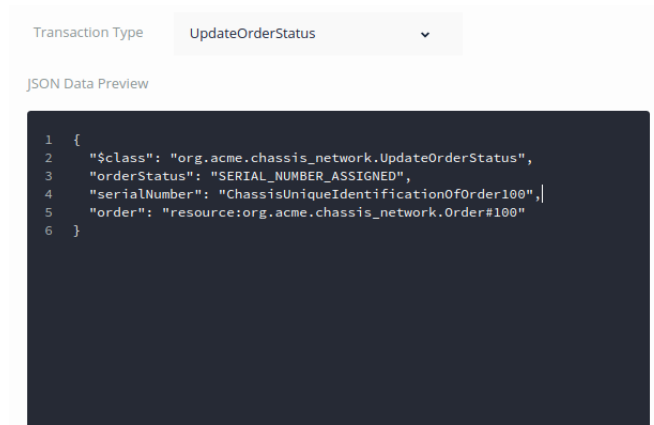 Transaction Type UpdateOrderStatus
JSON Data Preview
1 {
2 "$class": "org.acme.chassis_network.UpdateOrderStatus",
3 "orderStatus": "SERIAL_NUMBER_ASSIGNED",
4 "serialNumber": "ChassisUniqueIdentificationOfOrder100",
5 "order": "resource:org.acme.chassis_network.Order#100"
6 }